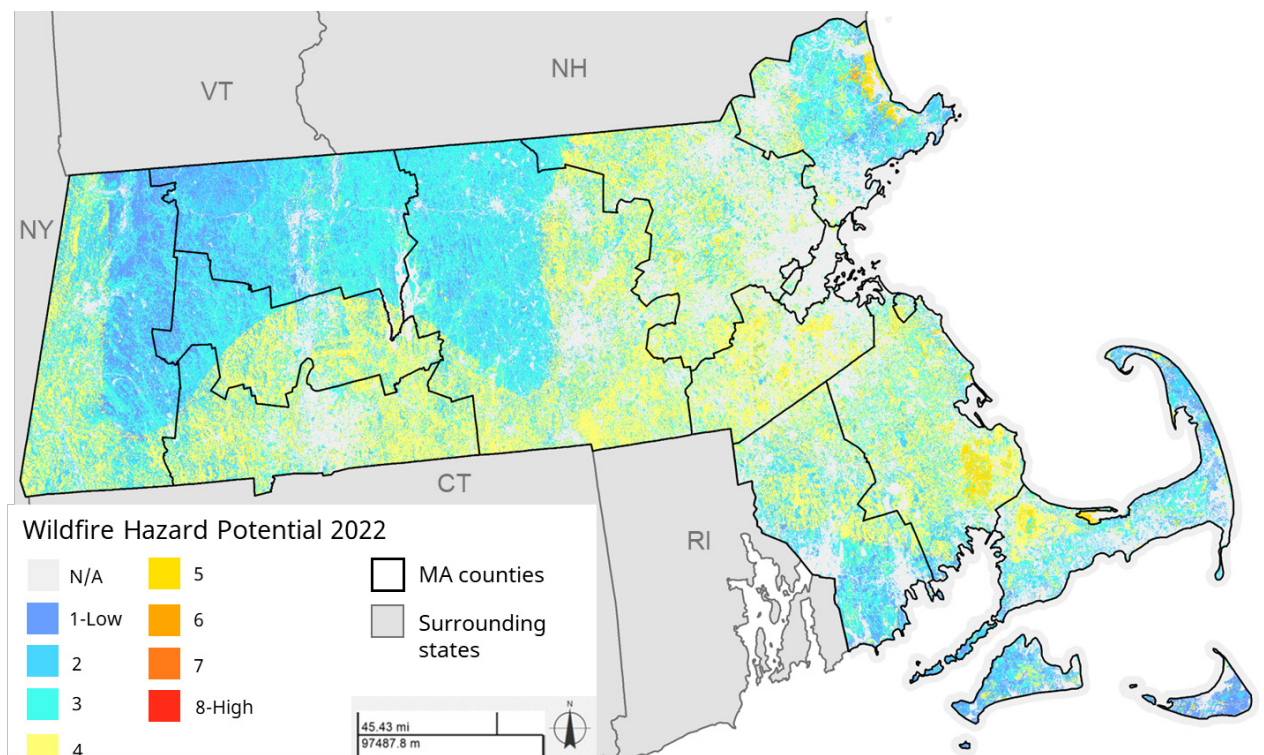 VT
NH
NY
CT
RI
Wildfire Hazard Potential 2022
N/A
1-Low
2
3
4
5
6
7
8-High
MA counties
Surrounding
states
N
45.43 mi
97487.8 m